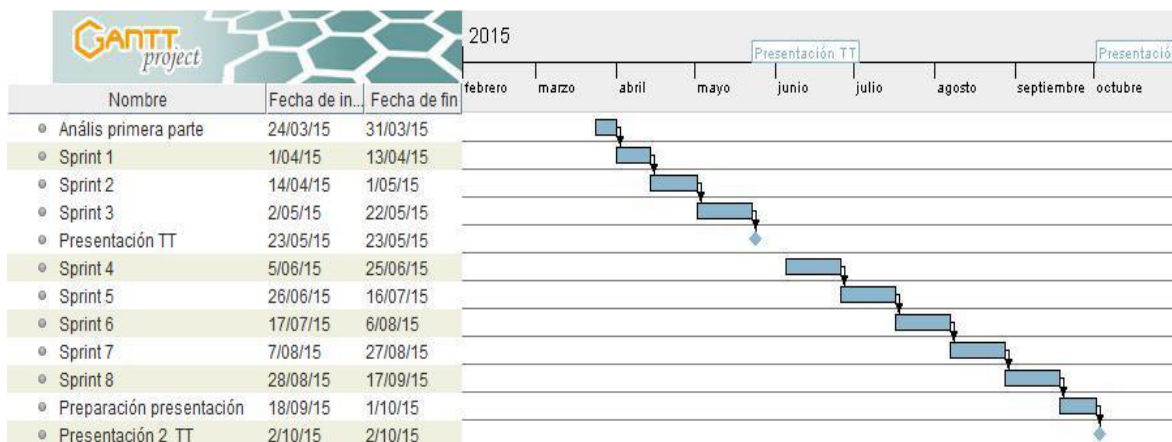 GANTT
project
2015
Presentación TT
Presentació
febrero marzo abril mayo junio julio agosto septiembre octubre
Nombre Fecha de in... Fecha de fin
Anális primera parte 24/03/15 31/03/15
Sprint 1 1/04/15 13/04/15
Sprint 2 14/04/15 1/05/15
Sprint 3 2/05/15 22/05/15
Presentación TT 23/05/15 23/05/15
Sprint 4 5/06/15 25/06/15
Sprint 5 26/06/15 16/07/15
Sprint 6 17/07/15 6/08/15
Sprint 7 7/08/15 27/08/15
Sprint 8 28/08/15 17/09/15
Preparación presentación 18/09/15 1/10/15
Presentación 2 TT 2/10/15 2/10/15